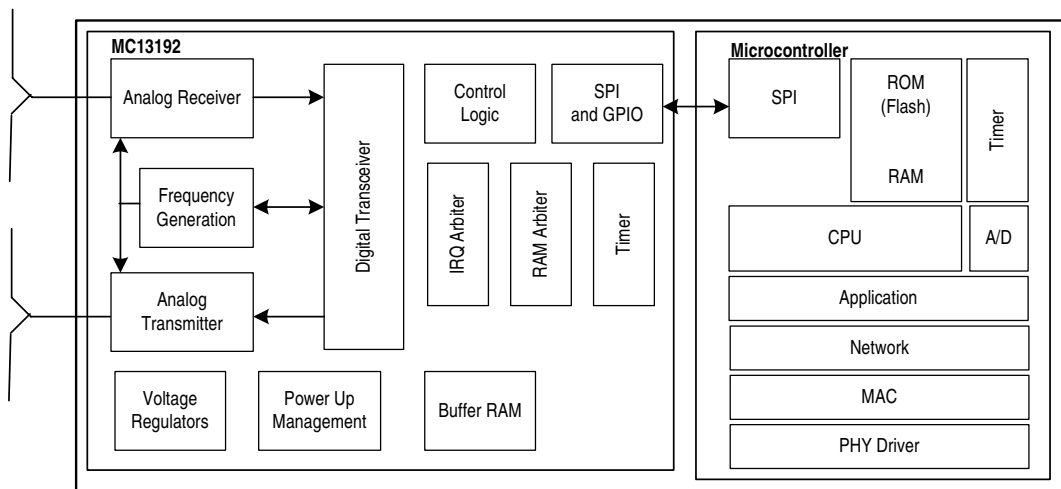 MC13192
Analog Receiver
Frequency
Generation
Analog
Transmitter
Voltage
Regulators
Power Up
Management
Digital Transceiver
Control
Logic
SPI
and GPIO
IRQ Arbiter
RAM Arbiter
Timer
Buffer RAM
Microcontroller
SPI
ROM
(Flash)
RAM
Timer
CPU
A/D
Application
Network
MAC
PHY Driver